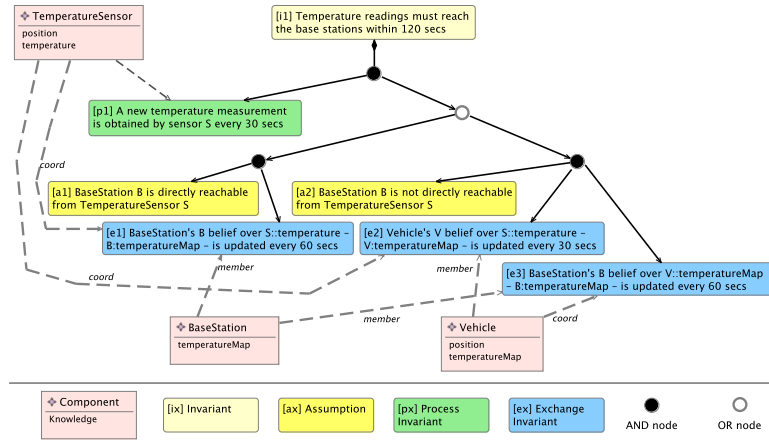 TemperatureSensor
position
temperature
[i1] Temperature readings must reach
the base stations within 120 secs
[p1] A new temperature measurement
is obtained by sensor S every 30 secs
coord
[a1] BaseStation B is directly reachable
from TemperatureSensor S
[a2] BaseStation B is not directly reachable
from TemperatureSensor S
[e1] BaseStation's B belief over S::temperature –
B:temperatureMap – is updated every 60 secs
[e2] Vehicle's V belief over S::temperature –
V:temperatureMap – is updated every 30 secs
coord
member
member
[e3] BaseStation's B belief over V::temperatureMap
– B:temperatureMap – is updated every 60 secs
BaseStation
temperatureMap
member
Vehicle
position
temperatureMap
coord
Component
Knowledge
[ix] Invariant
[ax] Assumption
[px] Process
Invariant
[ex] Exchange
Invariant
AND node
OR node